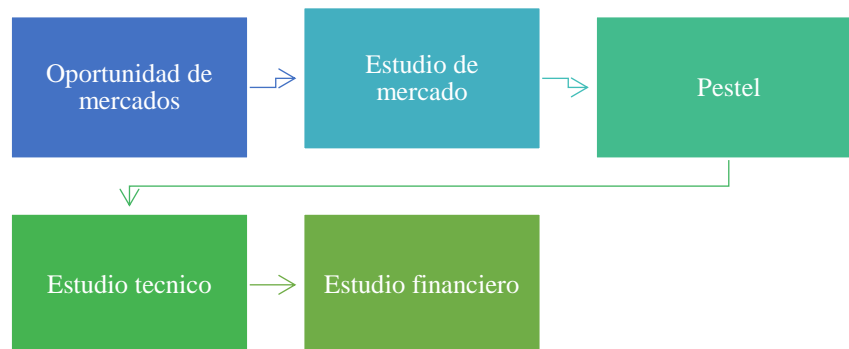 Oportunidad de
mercados
Estudio de
mercado
Pestel
Estudio tecnico
Estudio financiero